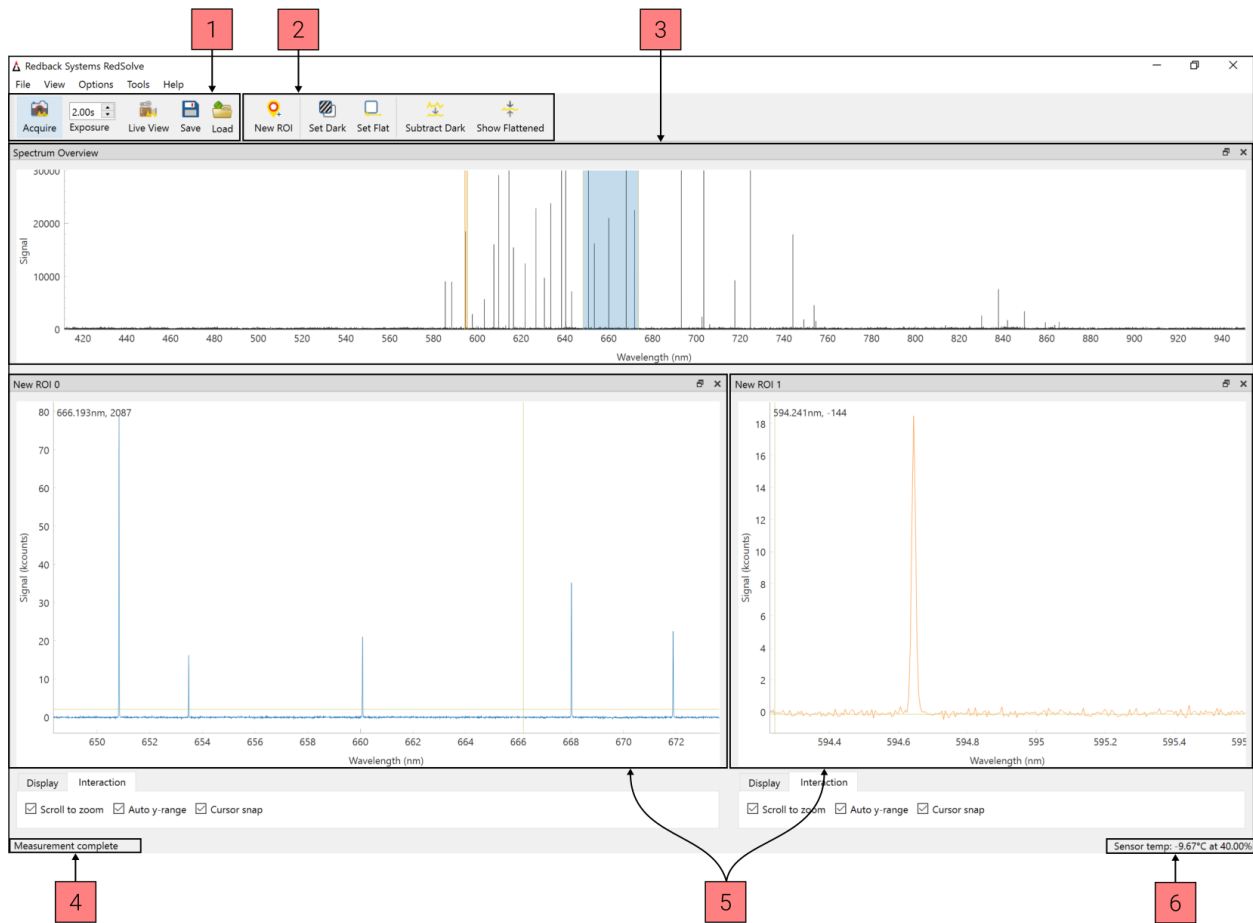 1 2 3
Redback Systems RedSolve
File View Options Tools Help
Acquire 2.00s Exposure Live View Save Load New ROI Set Dark Set Flat Subtract Dark Show Flattened
Spectrum Overview
30000
20000
10000
0
Signal
420 440 460 480 500 520 540 560 580 600 620 640 660 680 700 720 740 760 780 800 820 840 860 880 900 920 940
Wavelength (nm)
New ROI 0
666.193nm, 2087
80
70
60
50
40
30
20
10
0
Signal (kcounts)
650 652 654 656 658 660 662 664 666 668 670 672
Wavelength (nm)
Display Interaction
Scroll to zoom Auto y-range Cursor snap
New ROI 1
594.241nm, -144
18
16
14
12
10
8
6
4
2
0
Signal (kcounts)
594.4 594.6 594.8 595 595.2 595.4 595
Wavelength (nm)
Display Interaction
Scroll to zoom Auto y-range Cursor snap
Measurement complete
Sensor temp: -9.67°C at 40.00%
4 5 6